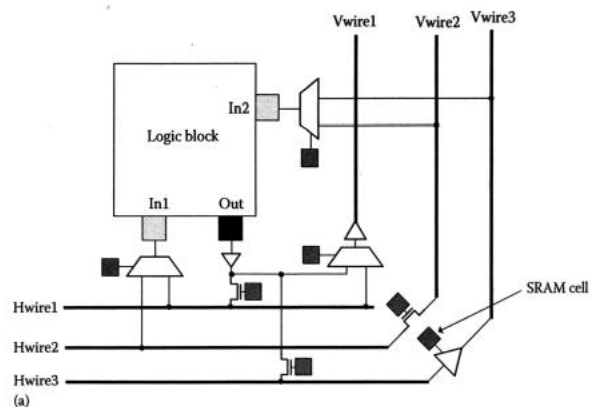 Vwire1
Vwire2
Vwire3
In2
Logic block
In1
Out
SRAM cell
Hwire1
Hwire2
Hwire3
(a)